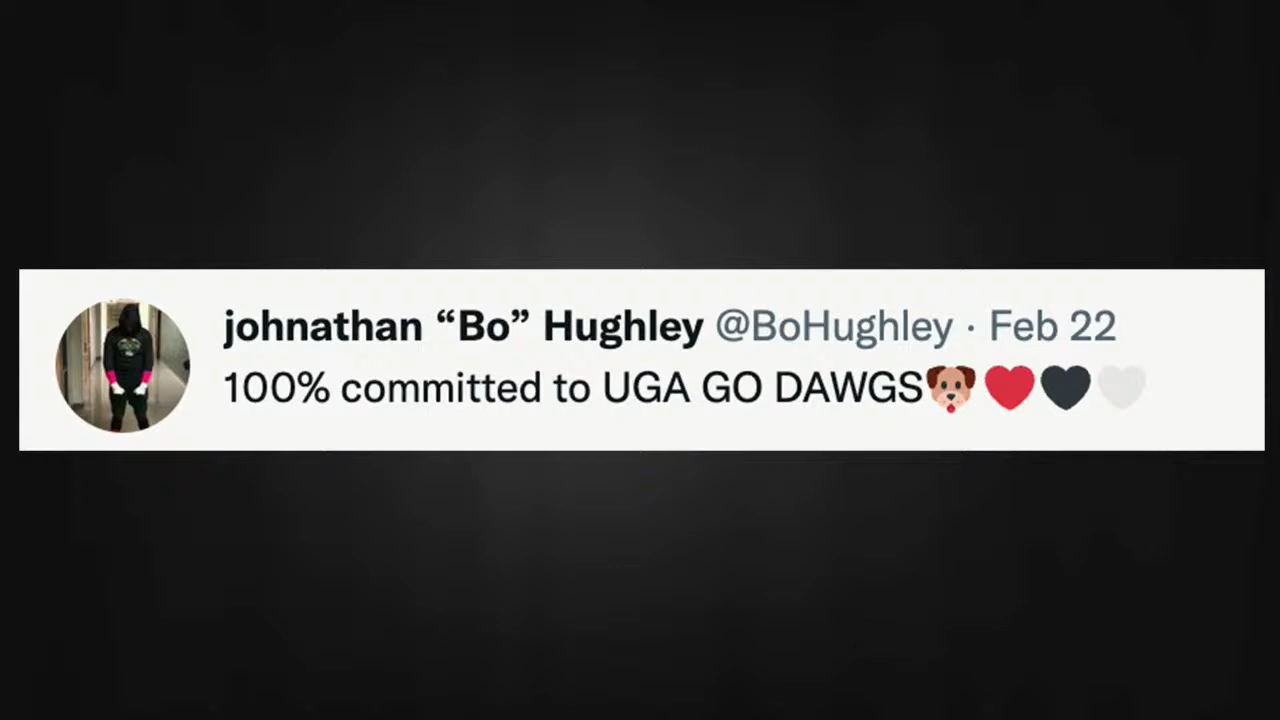 johnathan “Bo” Hughley @BoHughley · Feb 22
100% committed to UGA GO DAWGS🐶❤️🖤🤍